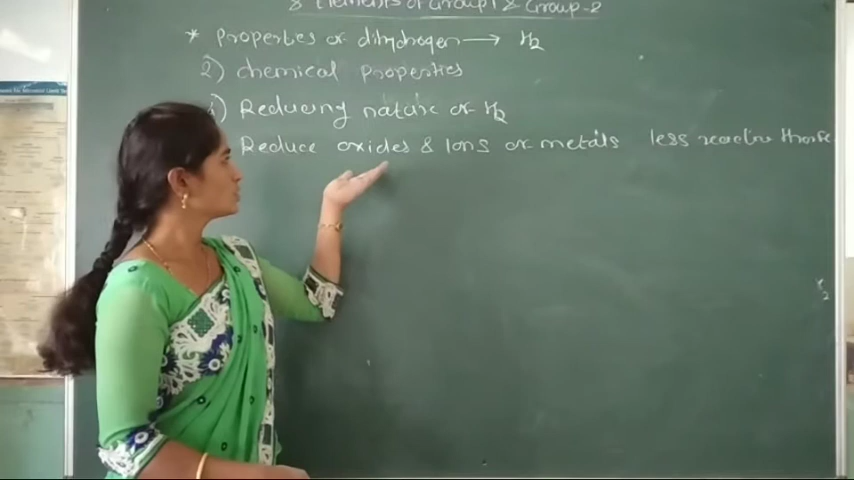 8 Elements of Group 1 & Group-2
* Properties of dihydrogen → H₂
2) chemical properties
i) Reducing nature of H₂
Reduce oxides & Ions of metals less reactive than